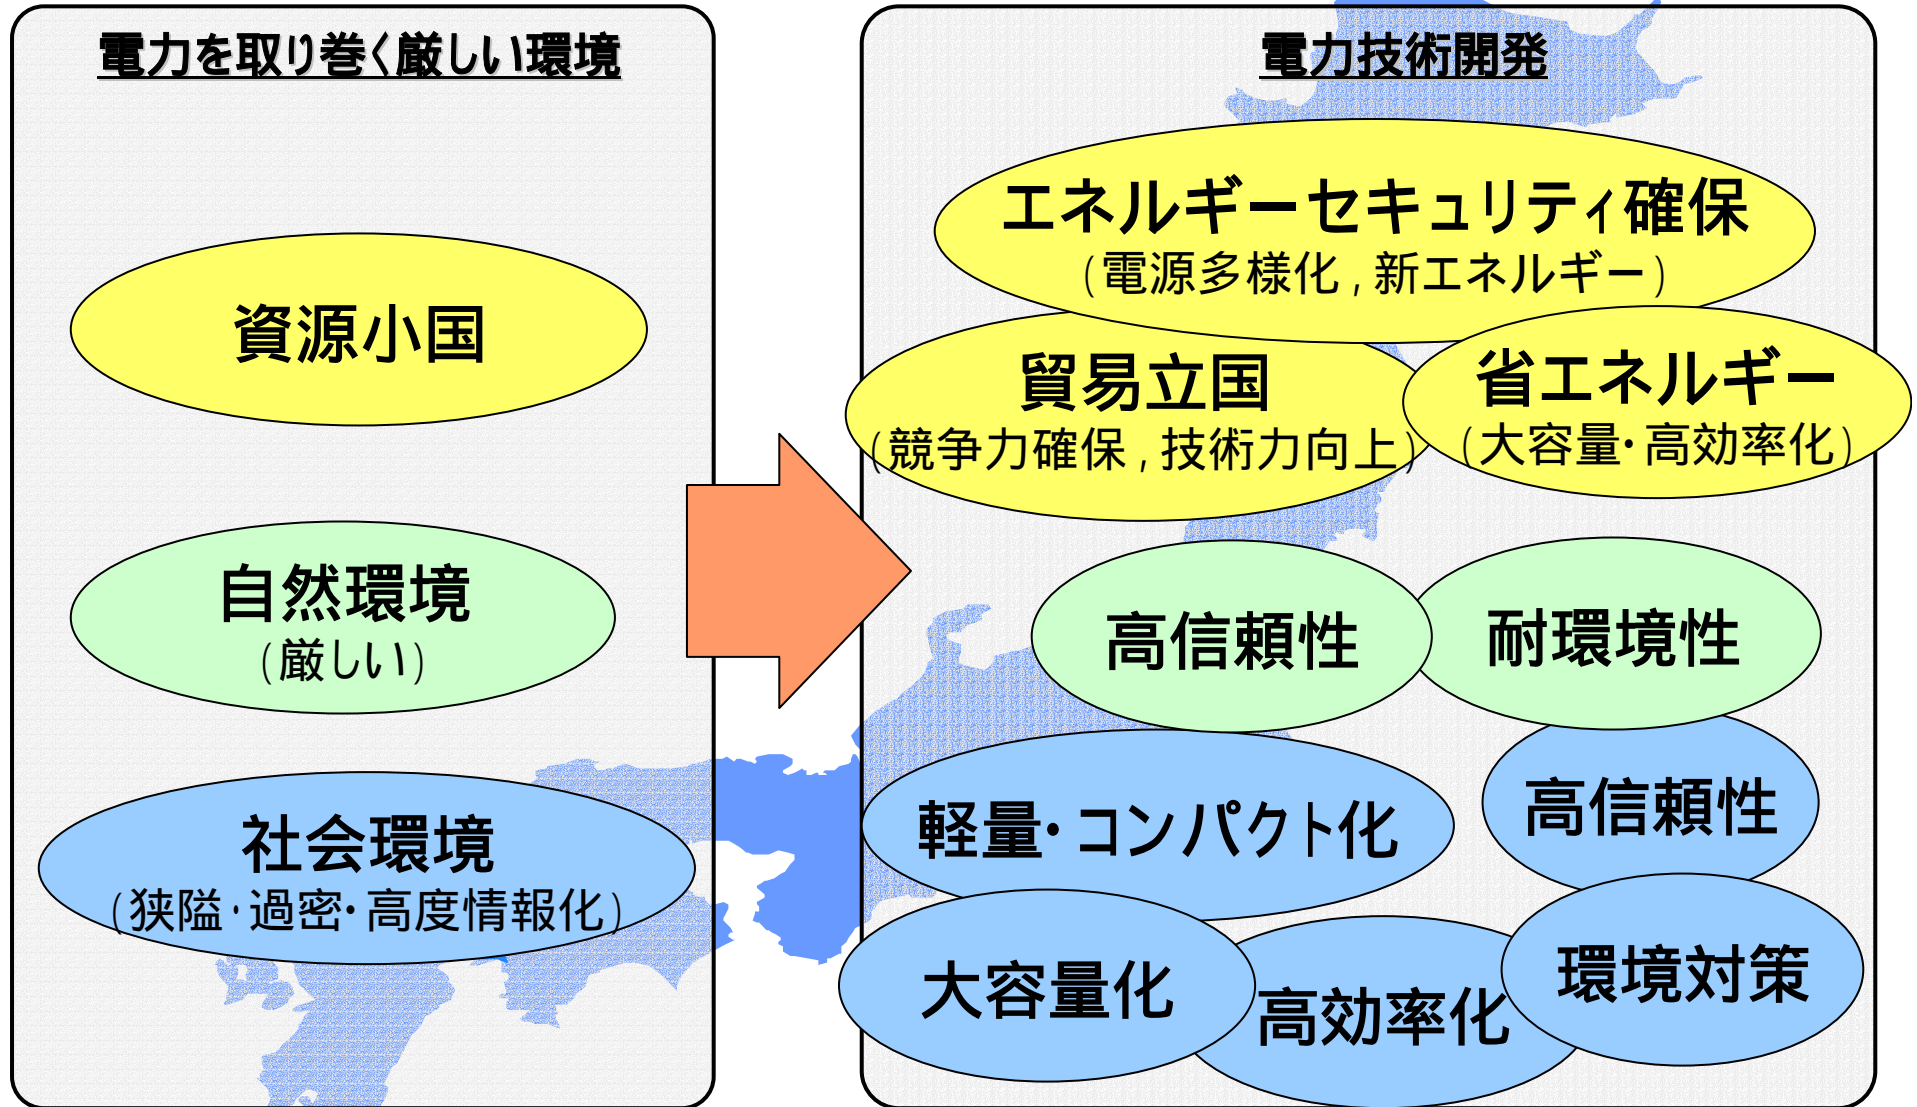 電力を取り巻く厳しい環境
資源小国
自然環境
(厳しい)
社会環境
(狭隘・過密・高度情報化)
電力技術開発
エネルギーセキュリティ確保
(電源多様化,新エネルギー)
貿易立国
(競争力確保,技術力向上)
省エネルギー
(大容量・高効率化)
高信頼性
耐環境性
軽量・コンパクト化
高信頼性
大容量化
高効率化
環境対策